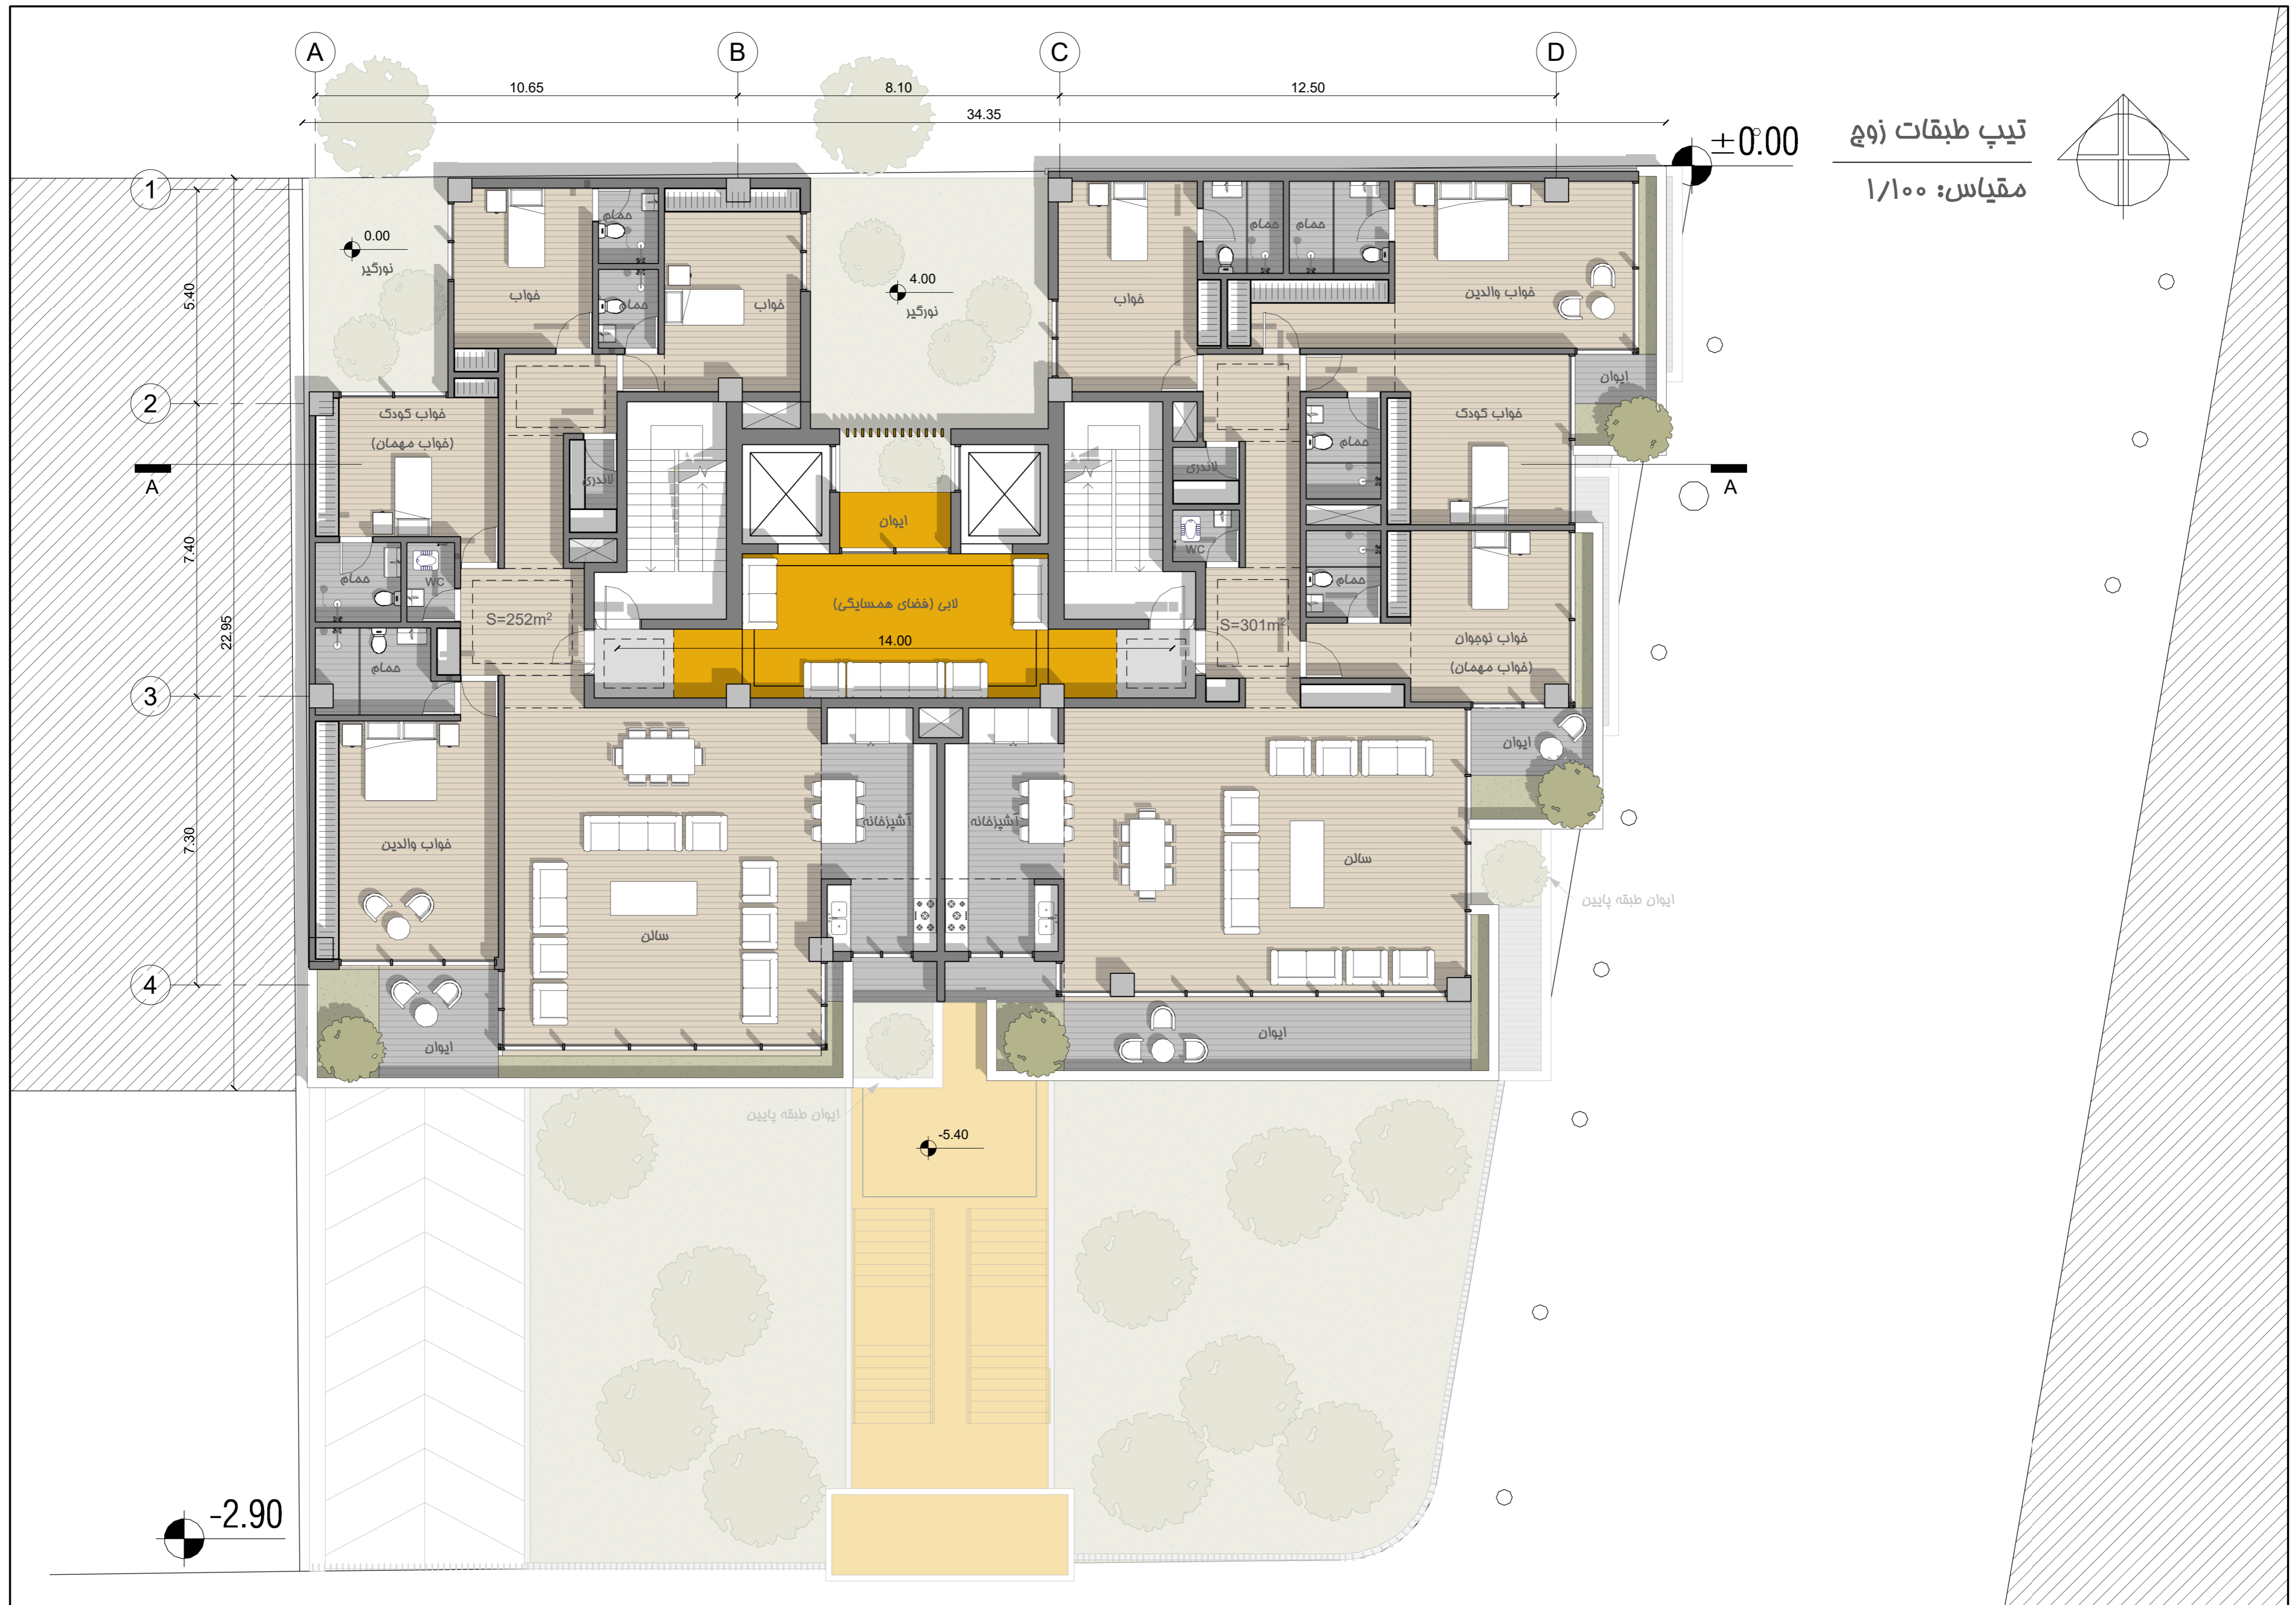 A
B
C
D
10.65
8.10
12.50
34.35
±0.00
تیپ طبقات زوج
مقیاس: ۱/۱۰۰
1
0.00
نورگیر
خواب
حمام
حمام
خواب
4.00
نورگیر
خواب
حمام
حمام
خواب والدین
5.40
2
خواب کودک
(خواب مهمان)
ایوان
خواب کودک
حمام
A
لاندری
ایوان
لاندری
A
7.40
WC
حمام
WC
حمام
لابی (فضای همسایگی)
S=252m²
S=301m²
14.00
خواب نوجوان
(خواب مهمان)
22.95
حمام
3
ایوان
7.30
خواب والدین
آشپزخانه
آشپزخانه
سالن
سالن
ایوان طبقه پایین
4
ایوان
ایوان
ایوان طبقه پایین
-5.40
-2.90